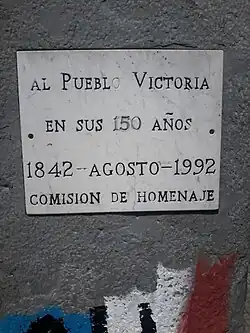 AL PUEBLO VICTORIA
EN SUS 150 AÑOS
1842-AGOSTO-1992
COMISION DE HOMENAJE